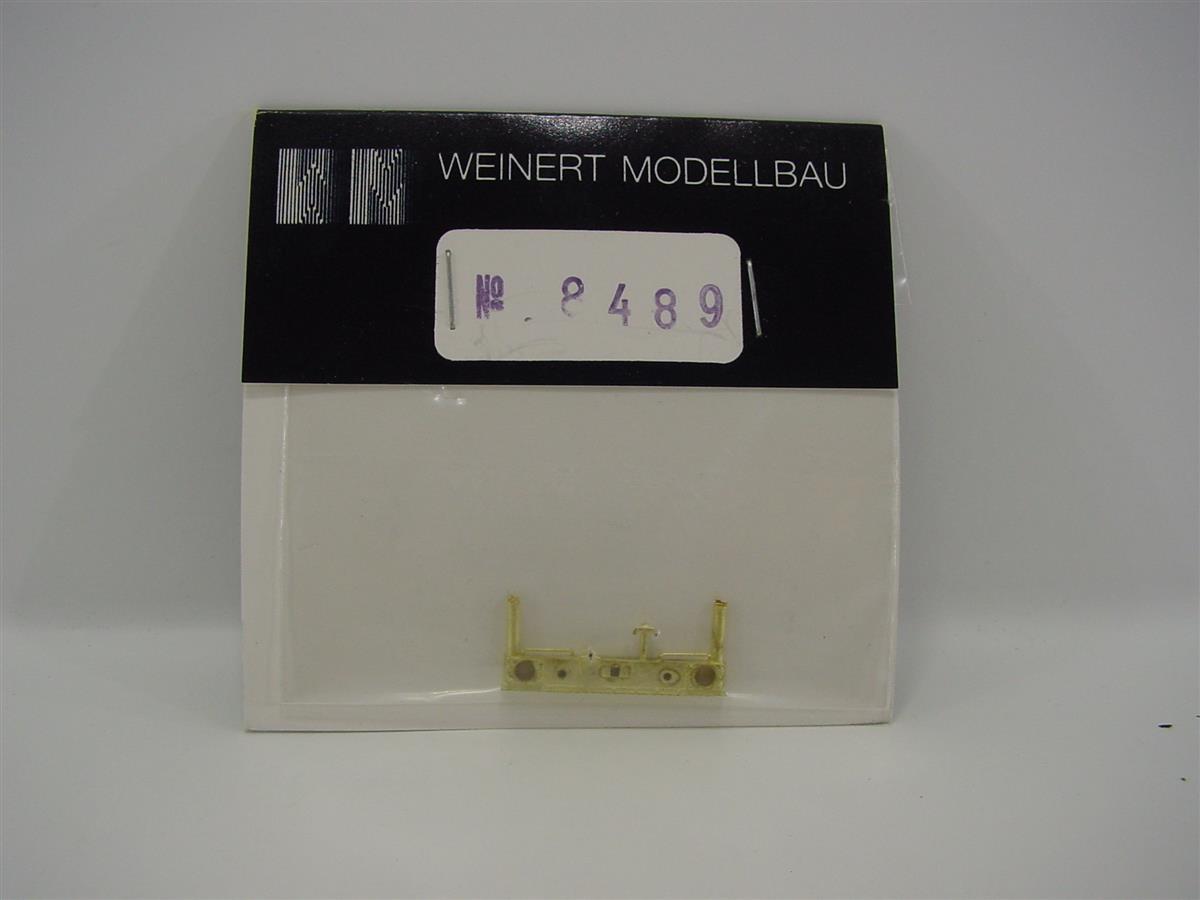 WEINERT MODELLBAU
№ . 8489